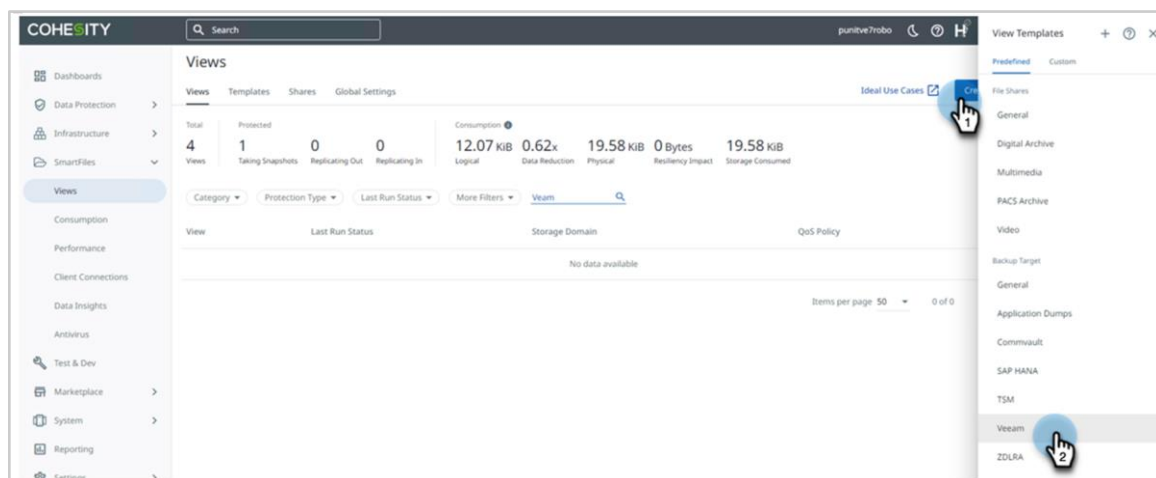 COHESITY
Search
punitve7robo
H
View Templates
Predefined Custom
File Shares
General
Digital Archive
Multimedia
PACS Archive
Video
Backup Target
General
Application Dumps
Commvault
SAP HANA
TSM
Veeam
ZDLRA
Dashboards
Data Protection
Infrastructure
SmartFiles
Views
Consumption
Performance
Client Connections
Data Insights
Antivirus
Test & Dev
Marketplace
System
Reporting
Settings
Views
Views Templates Shares Global Settings
Ideal Use Cases
Cre
1
Total Protected Consumption
4 1 0 0 12.07 KiB 0.62x 19.58 KiB 0 Bytes 19.58 KiB
Views Taking Snapshots Replicating Out Replicating In Logical Data Reduction Physical Resiliency Impact Storage Consumed
Category Protection Type Last Run Status More Filters Veam
View Last Run Status Storage Domain QoS Policy
No data available
Items per page 50 0 of 0
2